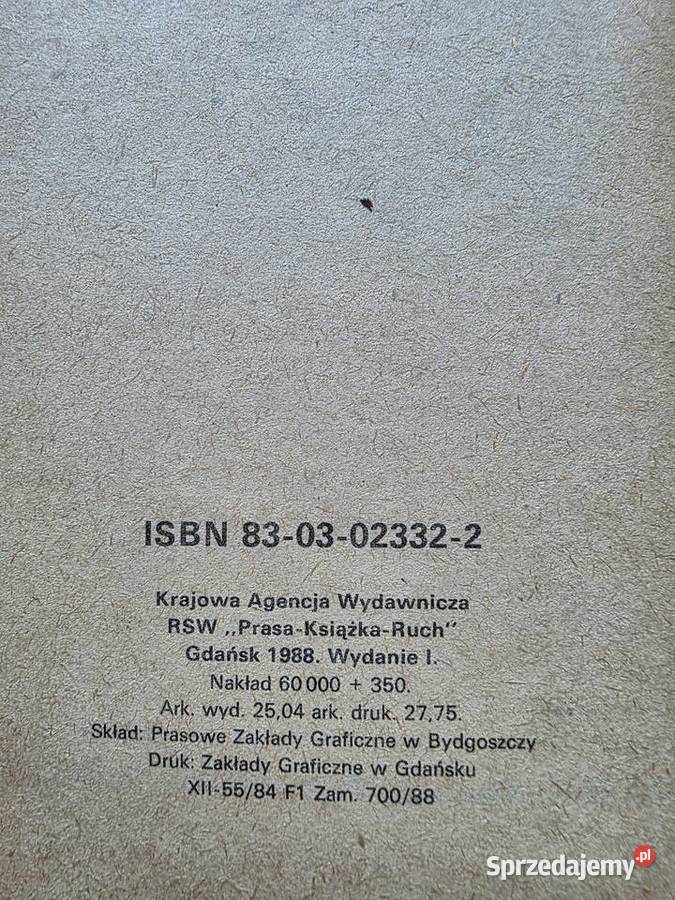 ISBN 83-03-02332-2
Krajowa Agencja Wydawnicza
RSW „Prasa-Książka-Ruch”
Gdańsk 1988. Wydanie I.
Nakład 60 000 + 350.
Ark. wyd. 25,04 ark. druk. 27,75.
Skład: Prasowe Zakłady Graficzne w Bydgoszczy
Druk: Zakłady Graficzne w Gdańsku
XII-55/84 F1 Zam. 700/88
Sprzedajemy.pl